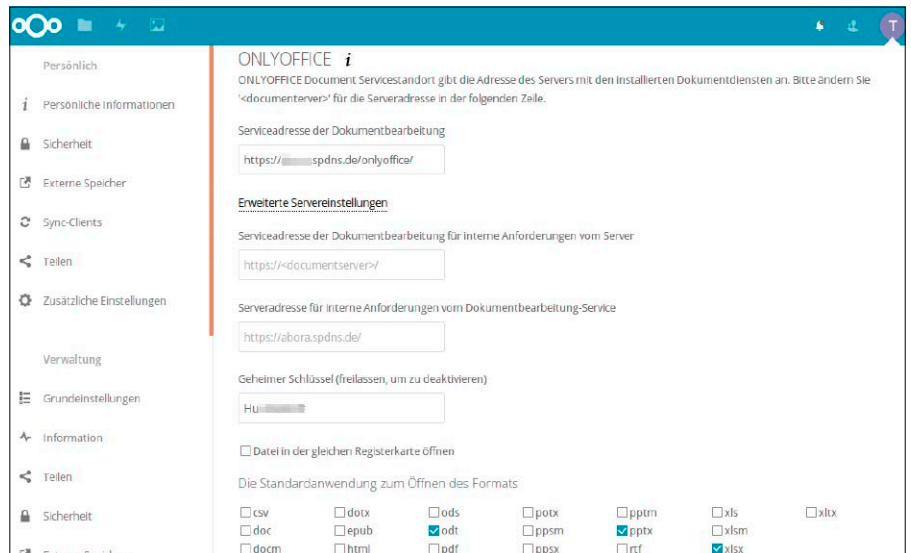 T
Persönlich
Persönliche Informationen
Sicherheit
Externe Speicher
Sync-Clients
Teilen
Zusätzliche Einstellungen
Verwaltung
Grundeinstellungen
Information
Teilen
Sicherheit
ONLYOFFICE i
ONLYOFFICE Document Servicestandort gibt die Adresse des Servers mit den installierten Dokumentdiensten an. Bitte ändern Sie
'<documenterver>' für die Serveradresse in der folgenden Zeile.
Serviceadresse der Dokumentbearbeitung
https:// spdns.de/onlyoffice/
Erweiterte Servereinstellungen
Serviceadresse der Dokumentbearbeitung für interne Anforderungen vom Server
https://<documentserver>/
Serveradresse für interne Anforderungen vom Dokumentbearbeitung-Service
https://abora.spdns.de/
Geheimer Schlüssel (freilassen, um zu deaktivieren)
Hu
Datei in der gleichen Registerkarte öffnen
Die Standardanwendung zum Öffnen des Formats
csv dotx ods potx pptm xls xltx
doc epub odt ppsm pptx xlsm
docm html pdf ppsx rtf xlsx